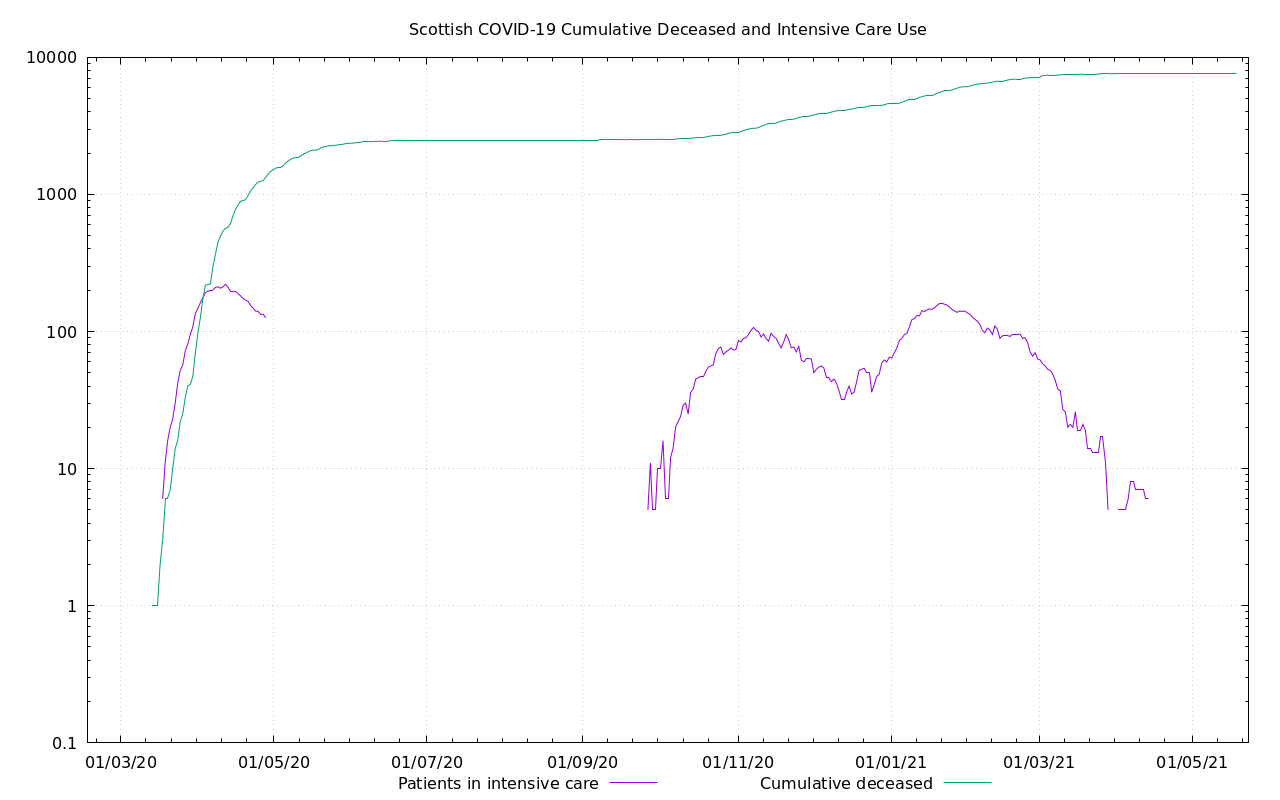 Scottish COVID-19 Cumulative Deceased and Intensive Care Use
10000
1000
100
10
1
0.1
01/03/20 01/05/20 01/07/20 01/09/20 01/11/20 01/01/21 01/03/21 01/05/21
Patients in intensive care Cumulative deceased